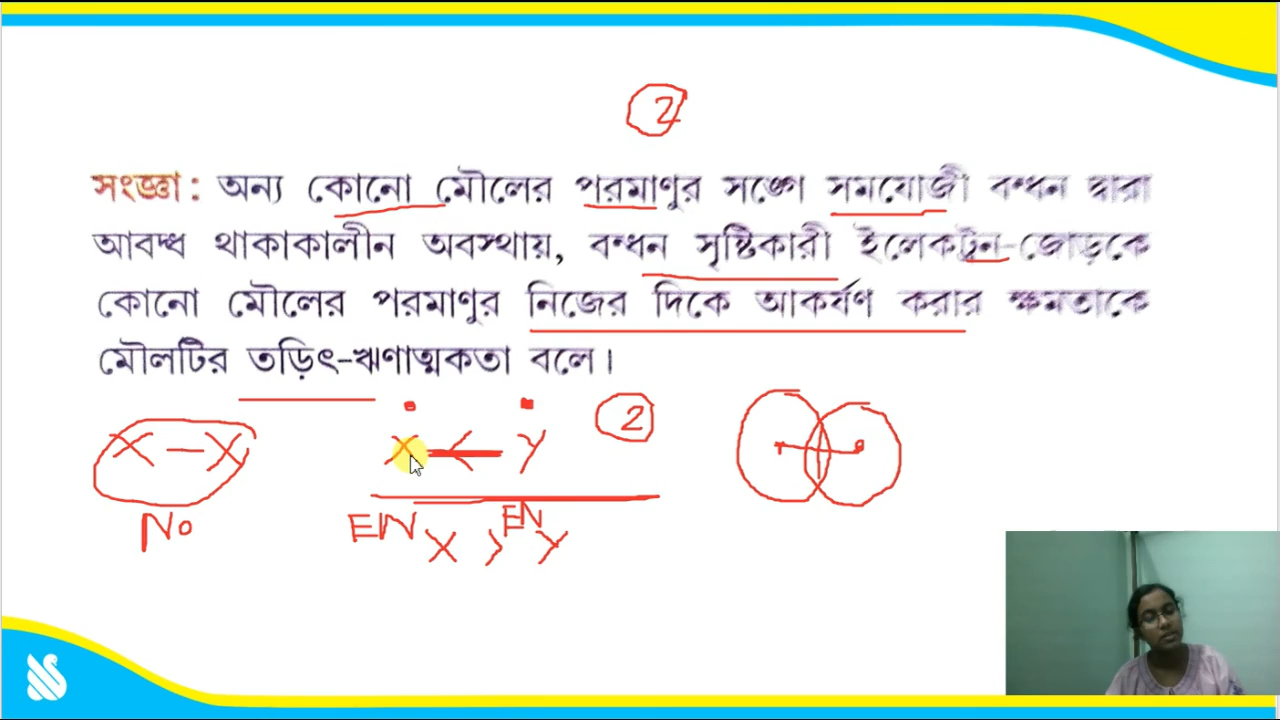 2
সংজ্ঞা : অন্য কোনো মৌলের পরমাণুর সঙ্গে সমযোজী বন্ধন দ্বারা
আবদ্ধ থাকাকালীন অবস্থায়, বন্ধন সৃষ্টিকারী ইলেকট্রন-জোড়কে
কোনো মৌলের পরমাণুর নিজের দিকে আকর্ষণ করার ক্ষমতাকে
মৌলটির তড়িৎ-ঋণাত্মকতা বলে।
X – X X ← Y 2
No EN X > EN Y